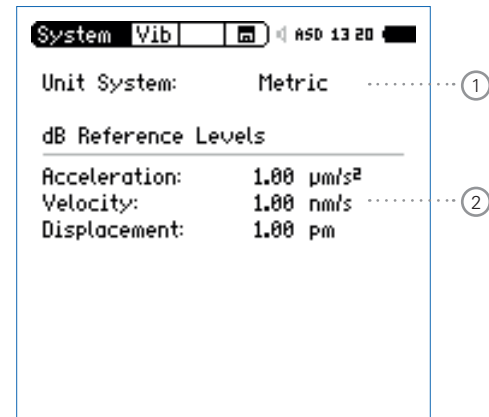 System Vib ASD 13 20
Unit System: Metric 1
dB Reference Levels
Acceleration: 1.00 µm/s²
Velocity: 1.00 nm/s 2
Displacement: 1.00 pm